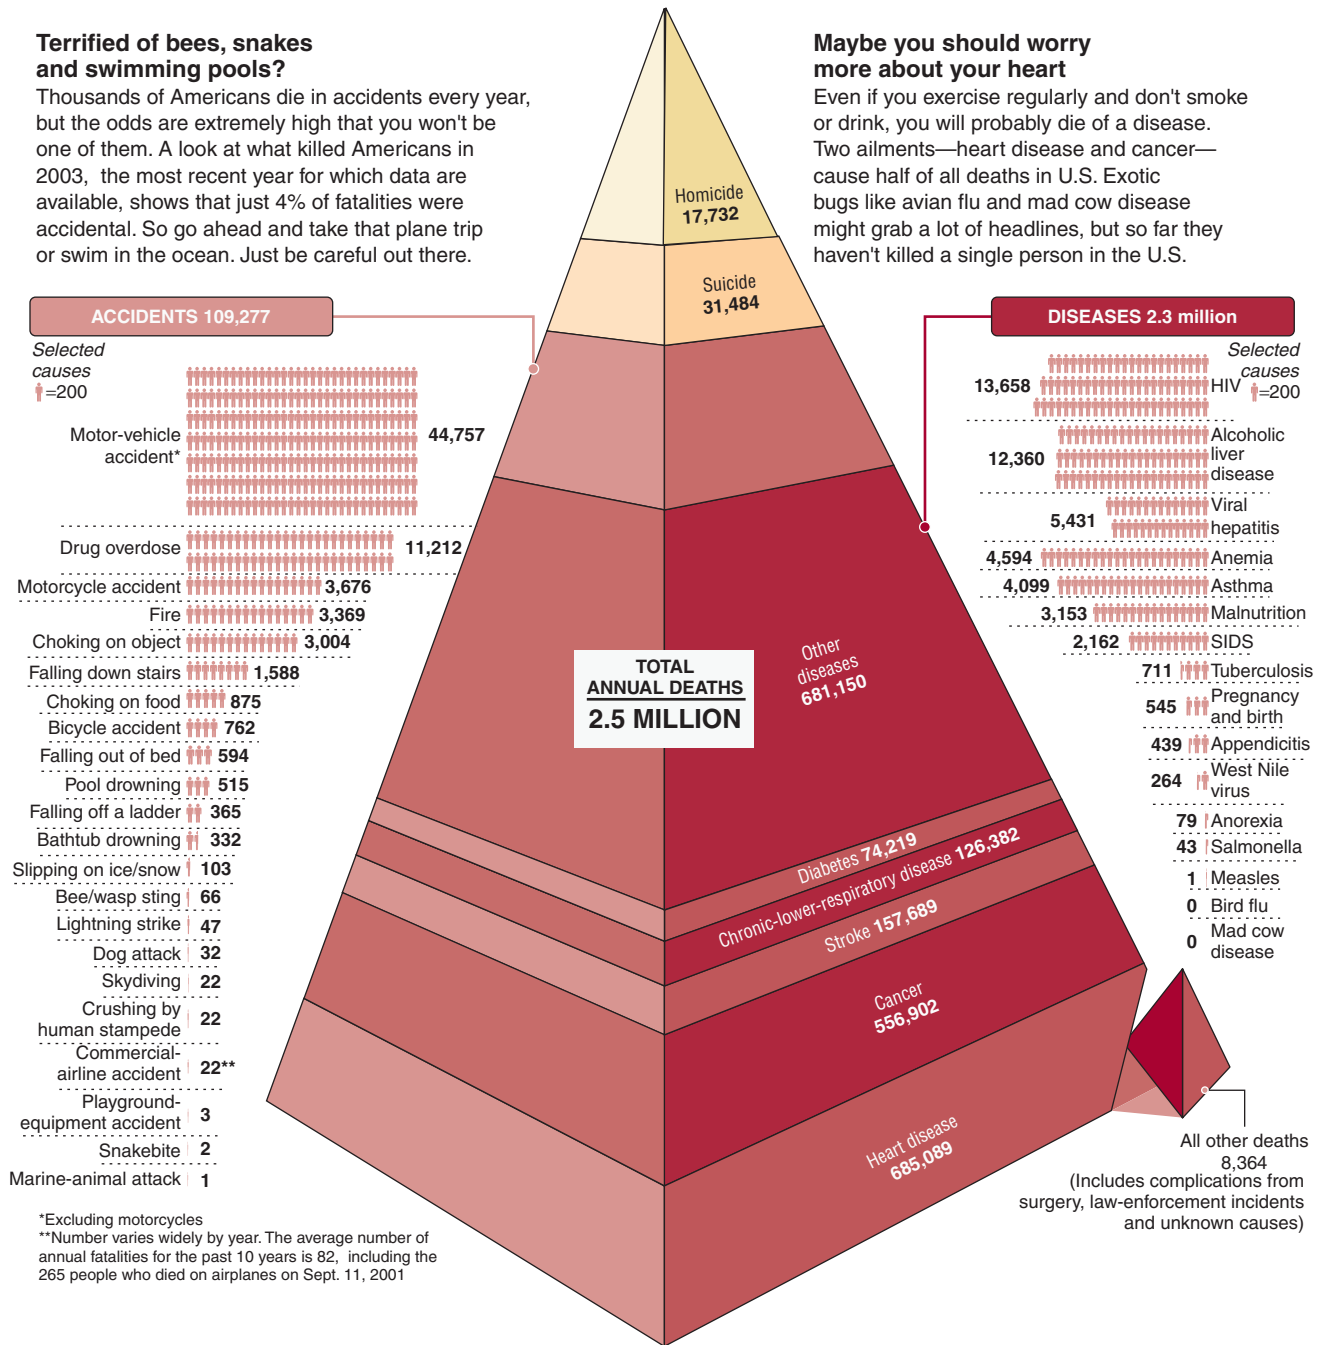 Terrified of bees, snakes
and swimming pools?
Thousands of Americans die in accidents every year,
but the odds are extremely high that you won't be
one of them. A look at what killed Americans in
2003, the most recent year for which data are
available, shows that just 4% of fatalities were
accidental. So go ahead and take that plane trip
or swim in the ocean. Just be careful out there.
Maybe you should worry
more about your heart
Even if you exercise regularly and don't smoke
or drink, you will probably die of a disease.
Two ailments—heart disease and cancer—
cause half of all deaths in U.S. Exotic
bugs like avian flu and mad cow disease
might grab a lot of headlines, but so far they
haven't killed a single person in the U.S.
ACCIDENTS 109,277
Selected
causes
=200
Motor-vehicle
accident*
44,757
Drug overdose 11,212
Motorcycle accident 3,676
Fire 3,369
Choking on object 3,004
Falling down stairs 1,588
Choking on food 875
Bicycle accident 762
Falling out of bed 594
Pool drowning 515
Falling off a ladder 365
Bathtub drowning 332
Slipping on ice/snow 103
Bee/wasp sting 66
Lightning strike 47
Dog attack 32
Skydiving 22
Crushing by
human stampede 22
Commercial-
airline accident 22**
Playground-
equipment accident 3
Snakebite 2
Marine-animal attack 1
*Excluding motorcycles
**Number varies widely by year. The average number of
annual fatalities for the past 10 years is 82, including the
265 people who died on airplanes on Sept. 11, 2001
Homicide
17,732
Suicide
31,484
TOTAL
ANNUAL DEATHS
2.5 MILLION
Other
diseases
681,150
Diabetes 74,219
Chronic-lower-respiratory disease 126,382
Stroke 157,689
Cancer
556,902
Heart disease
685,089
DISEASES 2.3 million
Selected
causes
=200
13,658 HIV
12,360 Alcoholic
liver
disease
5,431 Viral
hepatitis
4,594 Anemia
4,099 Asthma
3,153 Malnutrition
2,162 SIDS
711 Tuberculosis
545 Pregnancy
and birth
439 Appendicitis
264 West Nile
virus
79 Anorexia
43 Salmonella
1 Measles
0 Bird flu
0 Mad cow
disease
All other deaths
8,364
(Includes complications from
surgery, law-enforcement incidents
and unknown causes)